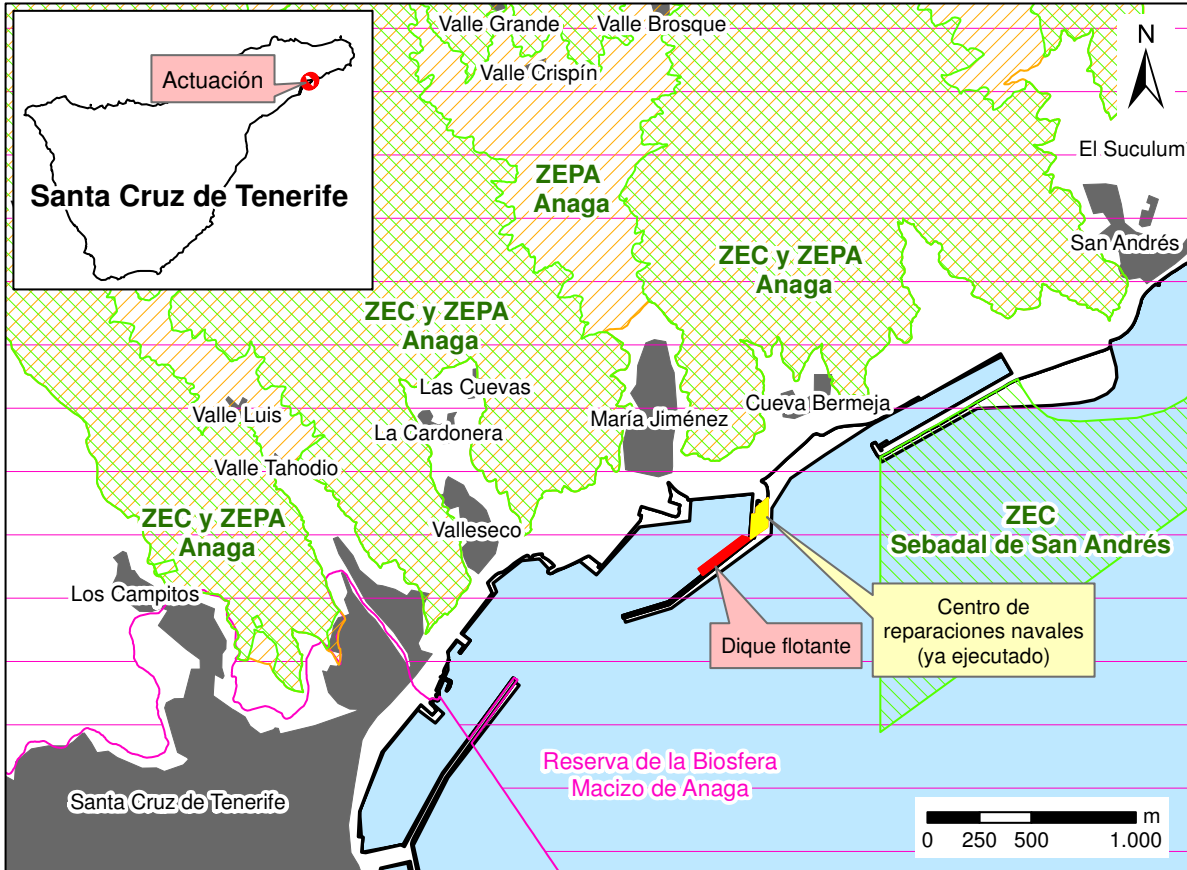 Valle Grande
Valle Brosque
Valle Crispín
N
Actuación
Santa Cruz de Tenerife
El Suculum
ZEPA
Anaga
San Andrés
ZEC y ZEPA
Anaga
ZEC y ZEPA
Anaga
Las Cuevas
Cueva Bermeja
Valle Luis
La Cardonera
María Jiménez
Valle Tahodio
ZEC y ZEPA
Anaga
Valleseco
ZEC
Sebadal de San Andrés
Los Campitos
Centro de
reparaciones navales
(ya ejecutado)
Dique flotante
Reserva de la Biosfera
Macizo de Anaga
Santa Cruz de Tenerife
m
0 250 500 1.000